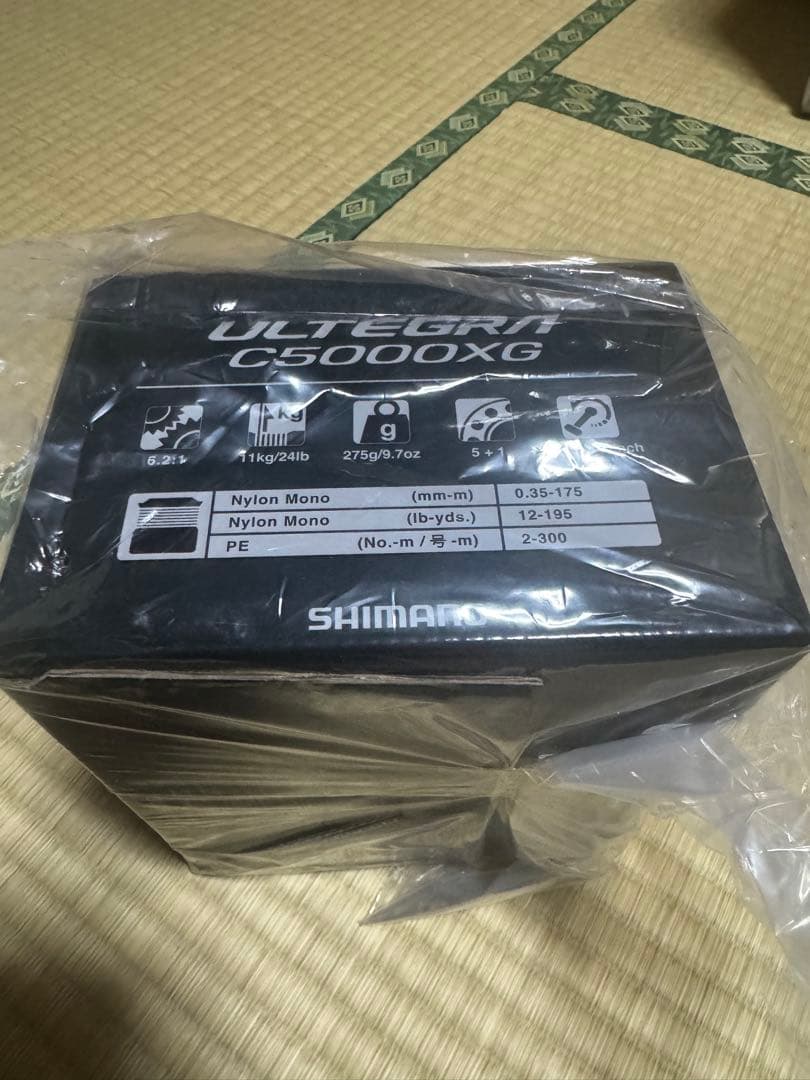 ULTEGRA
C5000XG
6.2:1 11kg/24lb 275g/9.7oz 5 + 1
kg
g
Nylon Mono (mm-m) 0.35-175
Nylon Mono (lb-yds.) 12-195
PE (No.-m / 号 -m) 2-300
SHIMANO